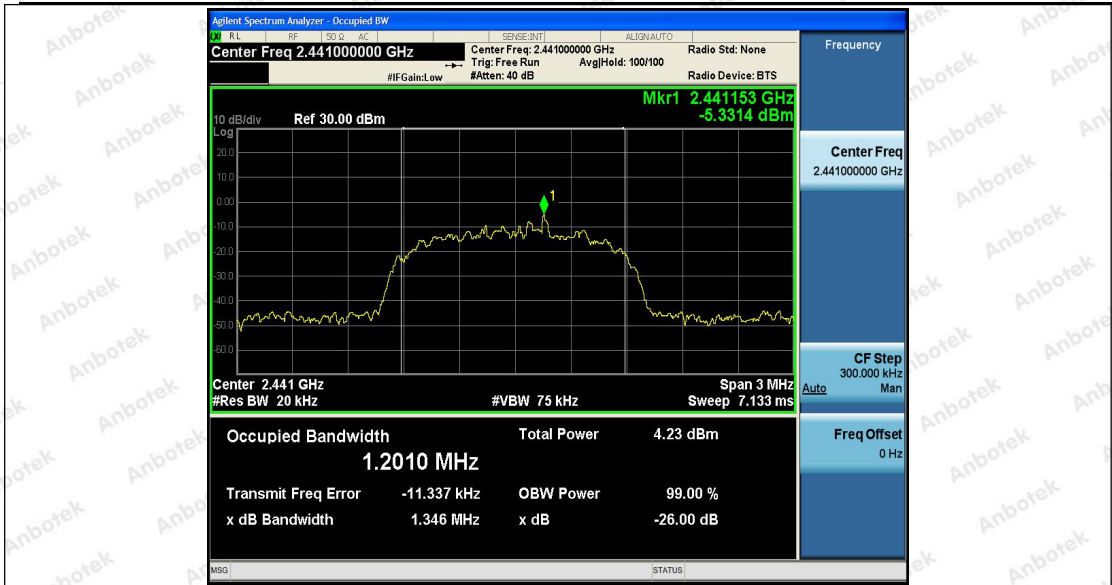 Agilent Spectrum Analyzer - Occupied BW
RL RF 50 Ω AC SENSE:INT ALIGN AUTO
Center Freq 2.441000000 GHz
Center Freq: 2.441000000 GHz
Radio Std: None
Trig: Free Run Avg|Hold: 100/100
#IFGain:Low #Atten: 40 dB Radio Device: BTS
Mkr1 2.441153 GHz
-5.3314 dBm
10 dB/div Ref 30.00 dBm
Log
20.0
10.0
0.00
-10.0
-20.0
-30.0
-40.0
-50.0
-60.0
1
Center 2.441 GHz Span 3 MHz
#Res BW 20 kHz #VBW 75 kHz Sweep 7.133 ms
Occupied Bandwidth Total Power 4.23 dBm
1.2010 MHz
Transmit Freq Error -11.337 kHz OBW Power 99.00 %
x dB Bandwidth 1.346 MHz x dB -26.00 dB
MSG STATUS
Frequency
Center Freq
2.441000000 GHz
CF Step
300.000 kHz
Auto Man
Freq Offset
0 Hz
Anbotek